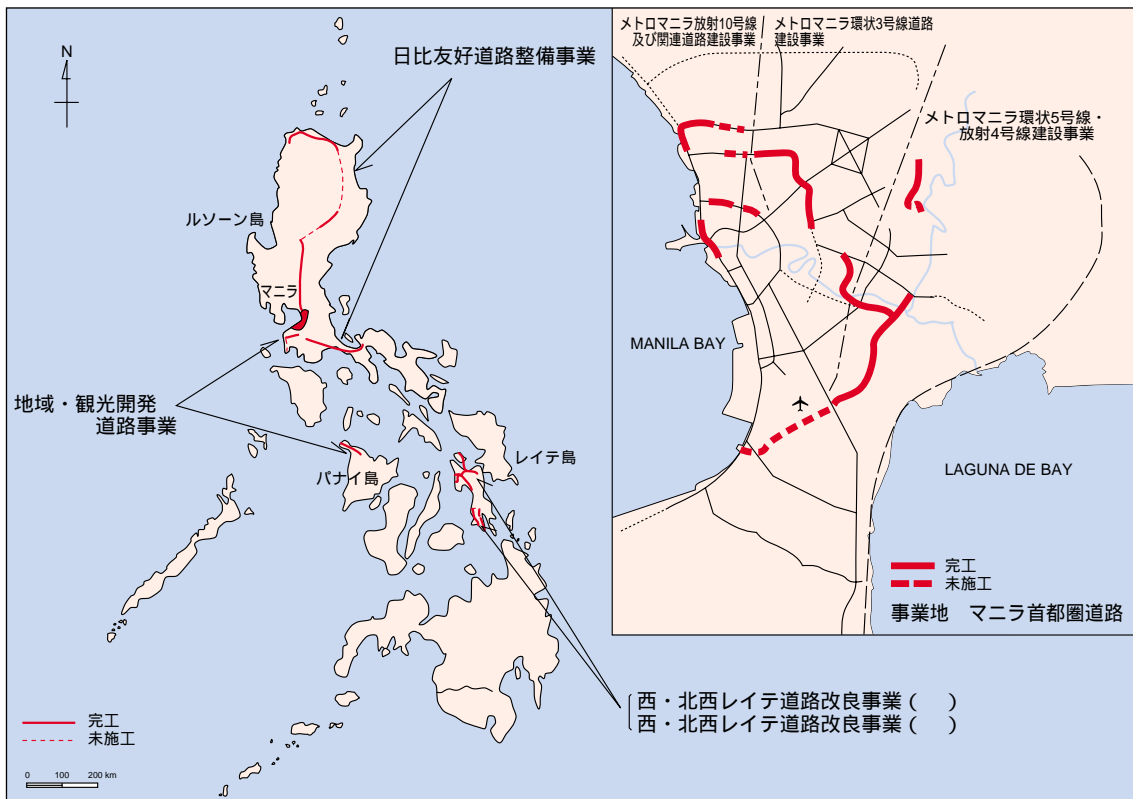 N
日比友好道路整備事業
ルソーン島
マニラ
地域・観光開発
道路事業
パナイ島
レイテ島
西・北西レイテ道路改良事業(　)
西・北西レイテ道路改良事業(　)
完工
未施工
0 100 200 km
メトロマニラ放射10号線
及び関連道路建設事業
メトロマニラ環状3号線道路
建設事業
メトロマニラ環状5号線・
放射4号線建設事業
MANILA BAY
LAGUNA DE BAY
完工
未施工
事業地　マニラ首都圏道路